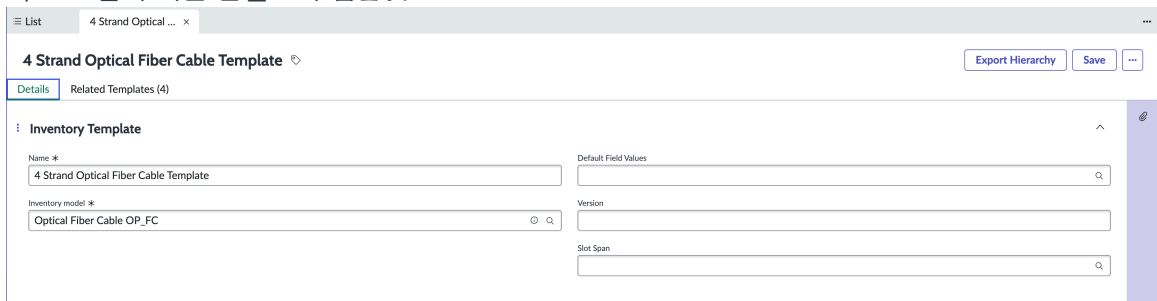 List
4 Strand Optical ... ×
4 Strand Optical Fiber Cable Template
Export Hierarchy
Save
Details
Related Templates (4)
Inventory Template
Name *
4 Strand Optical Fiber Cable Template
Inventory model *
Optical Fiber Cable OP_FC
Default Field Values
Version
Slot Span